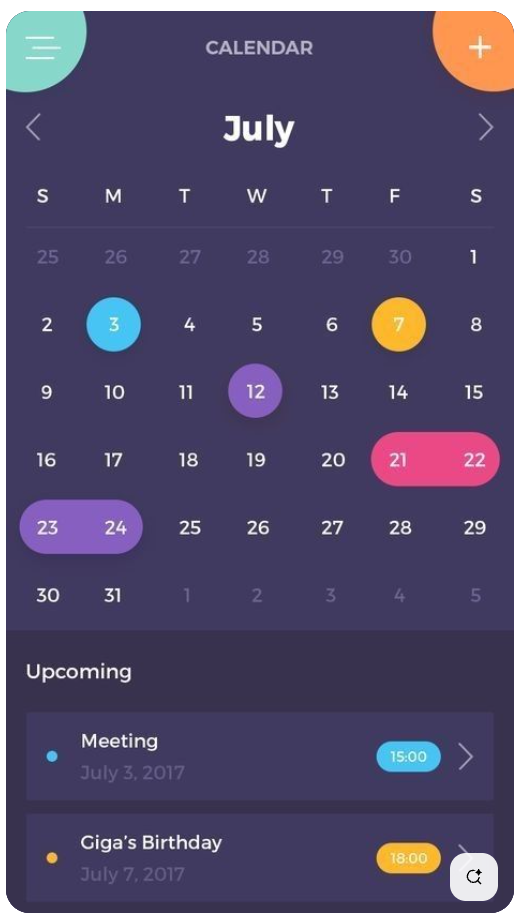 CALENDAR
July
S M T W T F S
25 26 27 28 29 30 1
2 3 4 5 6 7 8
9 10 11 12 13 14 15
16 17 18 19 20 21 22
23 24 25 26 27 28 29
30 31 1 2 3 4 5
Upcoming
Meeting
July 3, 2017
15:00
Giga's Birthday
July 7, 2017
18:00